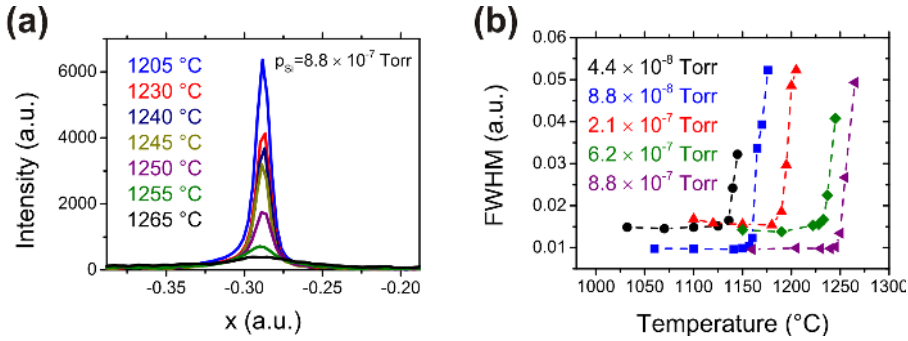 (a)
p_Si=8.8 × 10⁻⁷ Torr
1205 °C
1230 °C
1240 °C
1245 °C
1250 °C
1255 °C
1265 °C
Intensity (a.u.)
6000
4000
2000
0
-0.35
-0.30
-0.25
-0.20
x (a.u.)
(b)
4.4 × 10⁻⁸ Torr
8.8 × 10⁻⁸ Torr
2.1 × 10⁻⁷ Torr
6.2 × 10⁻⁷ Torr
8.8 × 10⁻⁷ Torr
FWHM (a.u.)
0.06
0.05
0.04
0.03
0.02
0.01
1000
1050
1100
1150
1200
1250
1300
Temperature (°C)